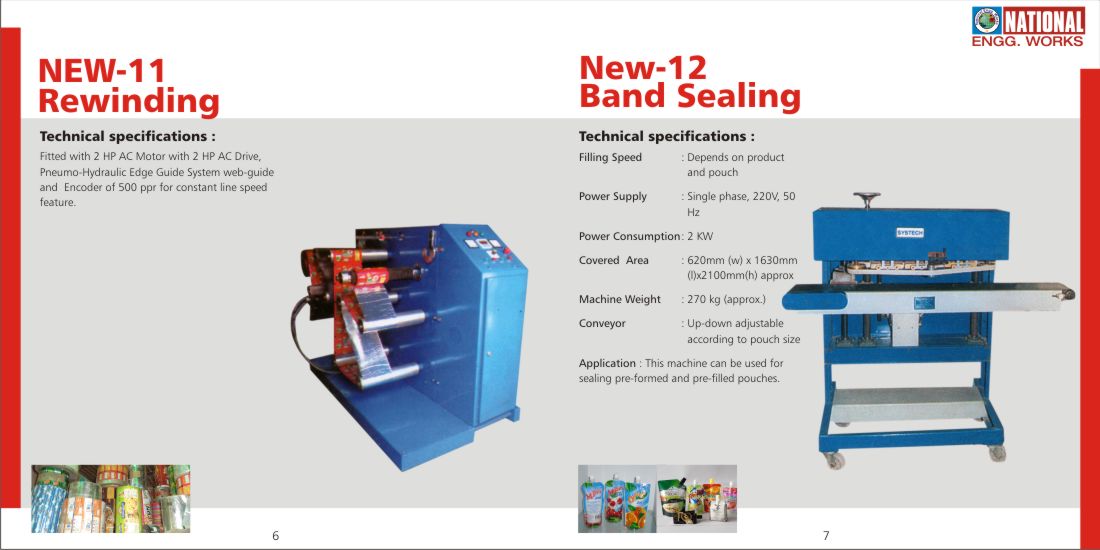 NATIONAL
ENGG. WORKS
NEW-11
Rewinding
Technical specifications :
Fitted with 2 HP AC Motor with 2 HP AC Drive,
Pneumo-Hydraulic Edge Guide System web-guide
and Encoder of 500 ppr for constant line speed
feature.
6
New-12
Band Sealing
Technical specifications :
Filling Speed : Depends on product
and pouch
Power Supply : Single phase, 220V, 50
Hz
Power Consumption : 2 KW
Covered Area : 620mm (w) x 1630mm
(l)x2100mm(h) approx
Machine Weight : 270 kg (approx.)
Conveyor : Up-down adjustable
according to pouch size
Application : This machine can be used for
sealing pre-formed and pre-filled pouches.
SYSTECH
7